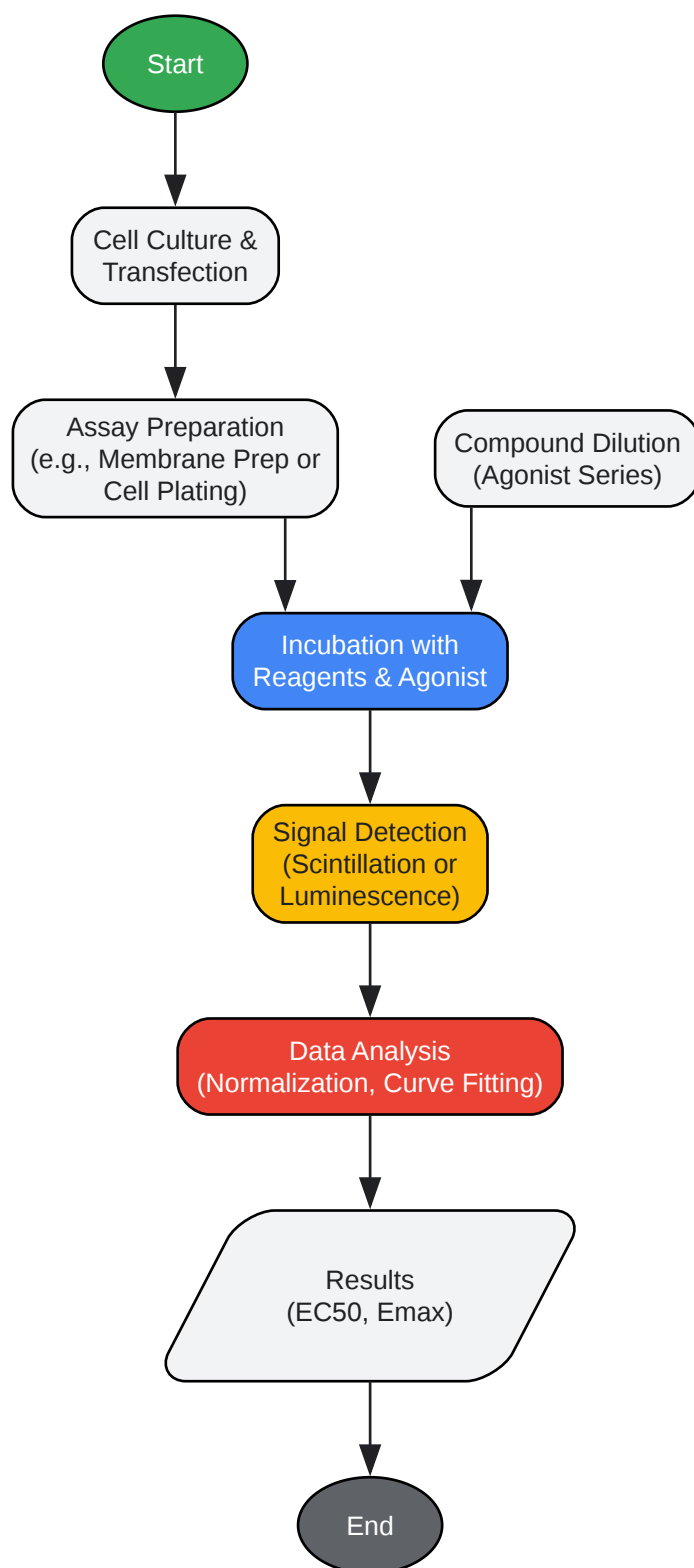 Start
Cell Culture &
Transfection
Assay Preparation
(e.g., Membrane Prep or
Cell Plating)
Compound Dilution
(Agonist Series)
Incubation with
Reagents & Agonist
Signal Detection
(Scintillation or
Luminescence)
Data Analysis
(Normalization, Curve Fitting)
Results
(EC50, Emax)
End